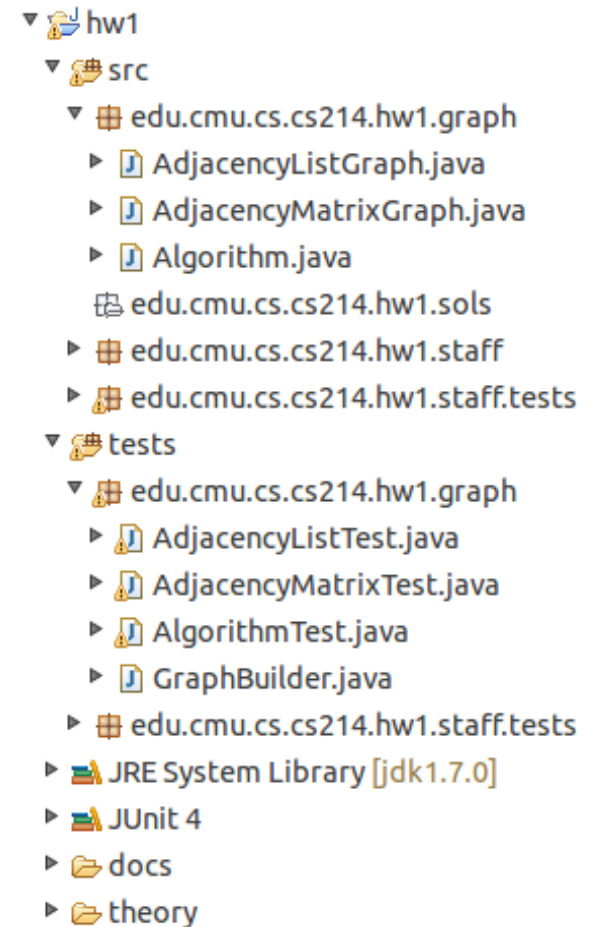 hw1
src
edu.cmu.cs.cs214.hw1.graph
AdjacencyListGraph.java
AdjacencyMatrixGraph.java
Algorithm.java
edu.cmu.cs.cs214.hw1.sols
edu.cmu.cs.cs214.hw1.staff
edu.cmu.cs.cs214.hw1.staff.tests
tests
edu.cmu.cs.cs214.hw1.graph
AdjacencyListTest.java
AdjacencyMatrixTest.java
AlgorithmTest.java
GraphBuilder.java
edu.cmu.cs.cs214.hw1.staff.tests
JRE System Library [jdk1.7.0]
JUnit 4
docs
theory